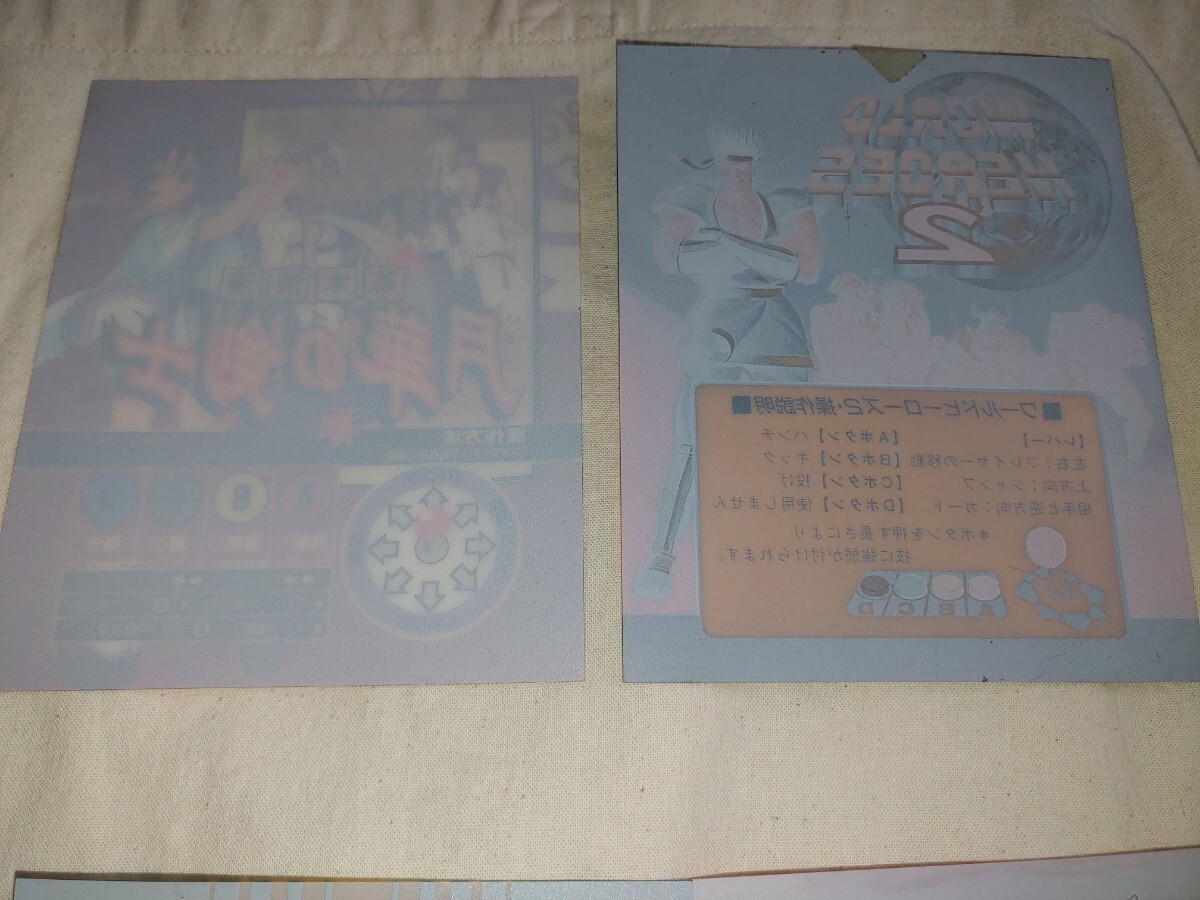 幕末浪漫
月華の剣士
操作方法
B
WORLD
HEROES
2
TM
■ワールドヒーローズ2・操作説明■
【レバー】
左右：プレイヤーの移動
上方向：ジャンプ
相手と逆方向：ガード
【Aボタン】パンチ
【Bボタン】キック
【Cボタン】投げ
【Dボタン】使用しません
＊ボタンを押す長さにより
技に強弱が付けられます。
A B C D